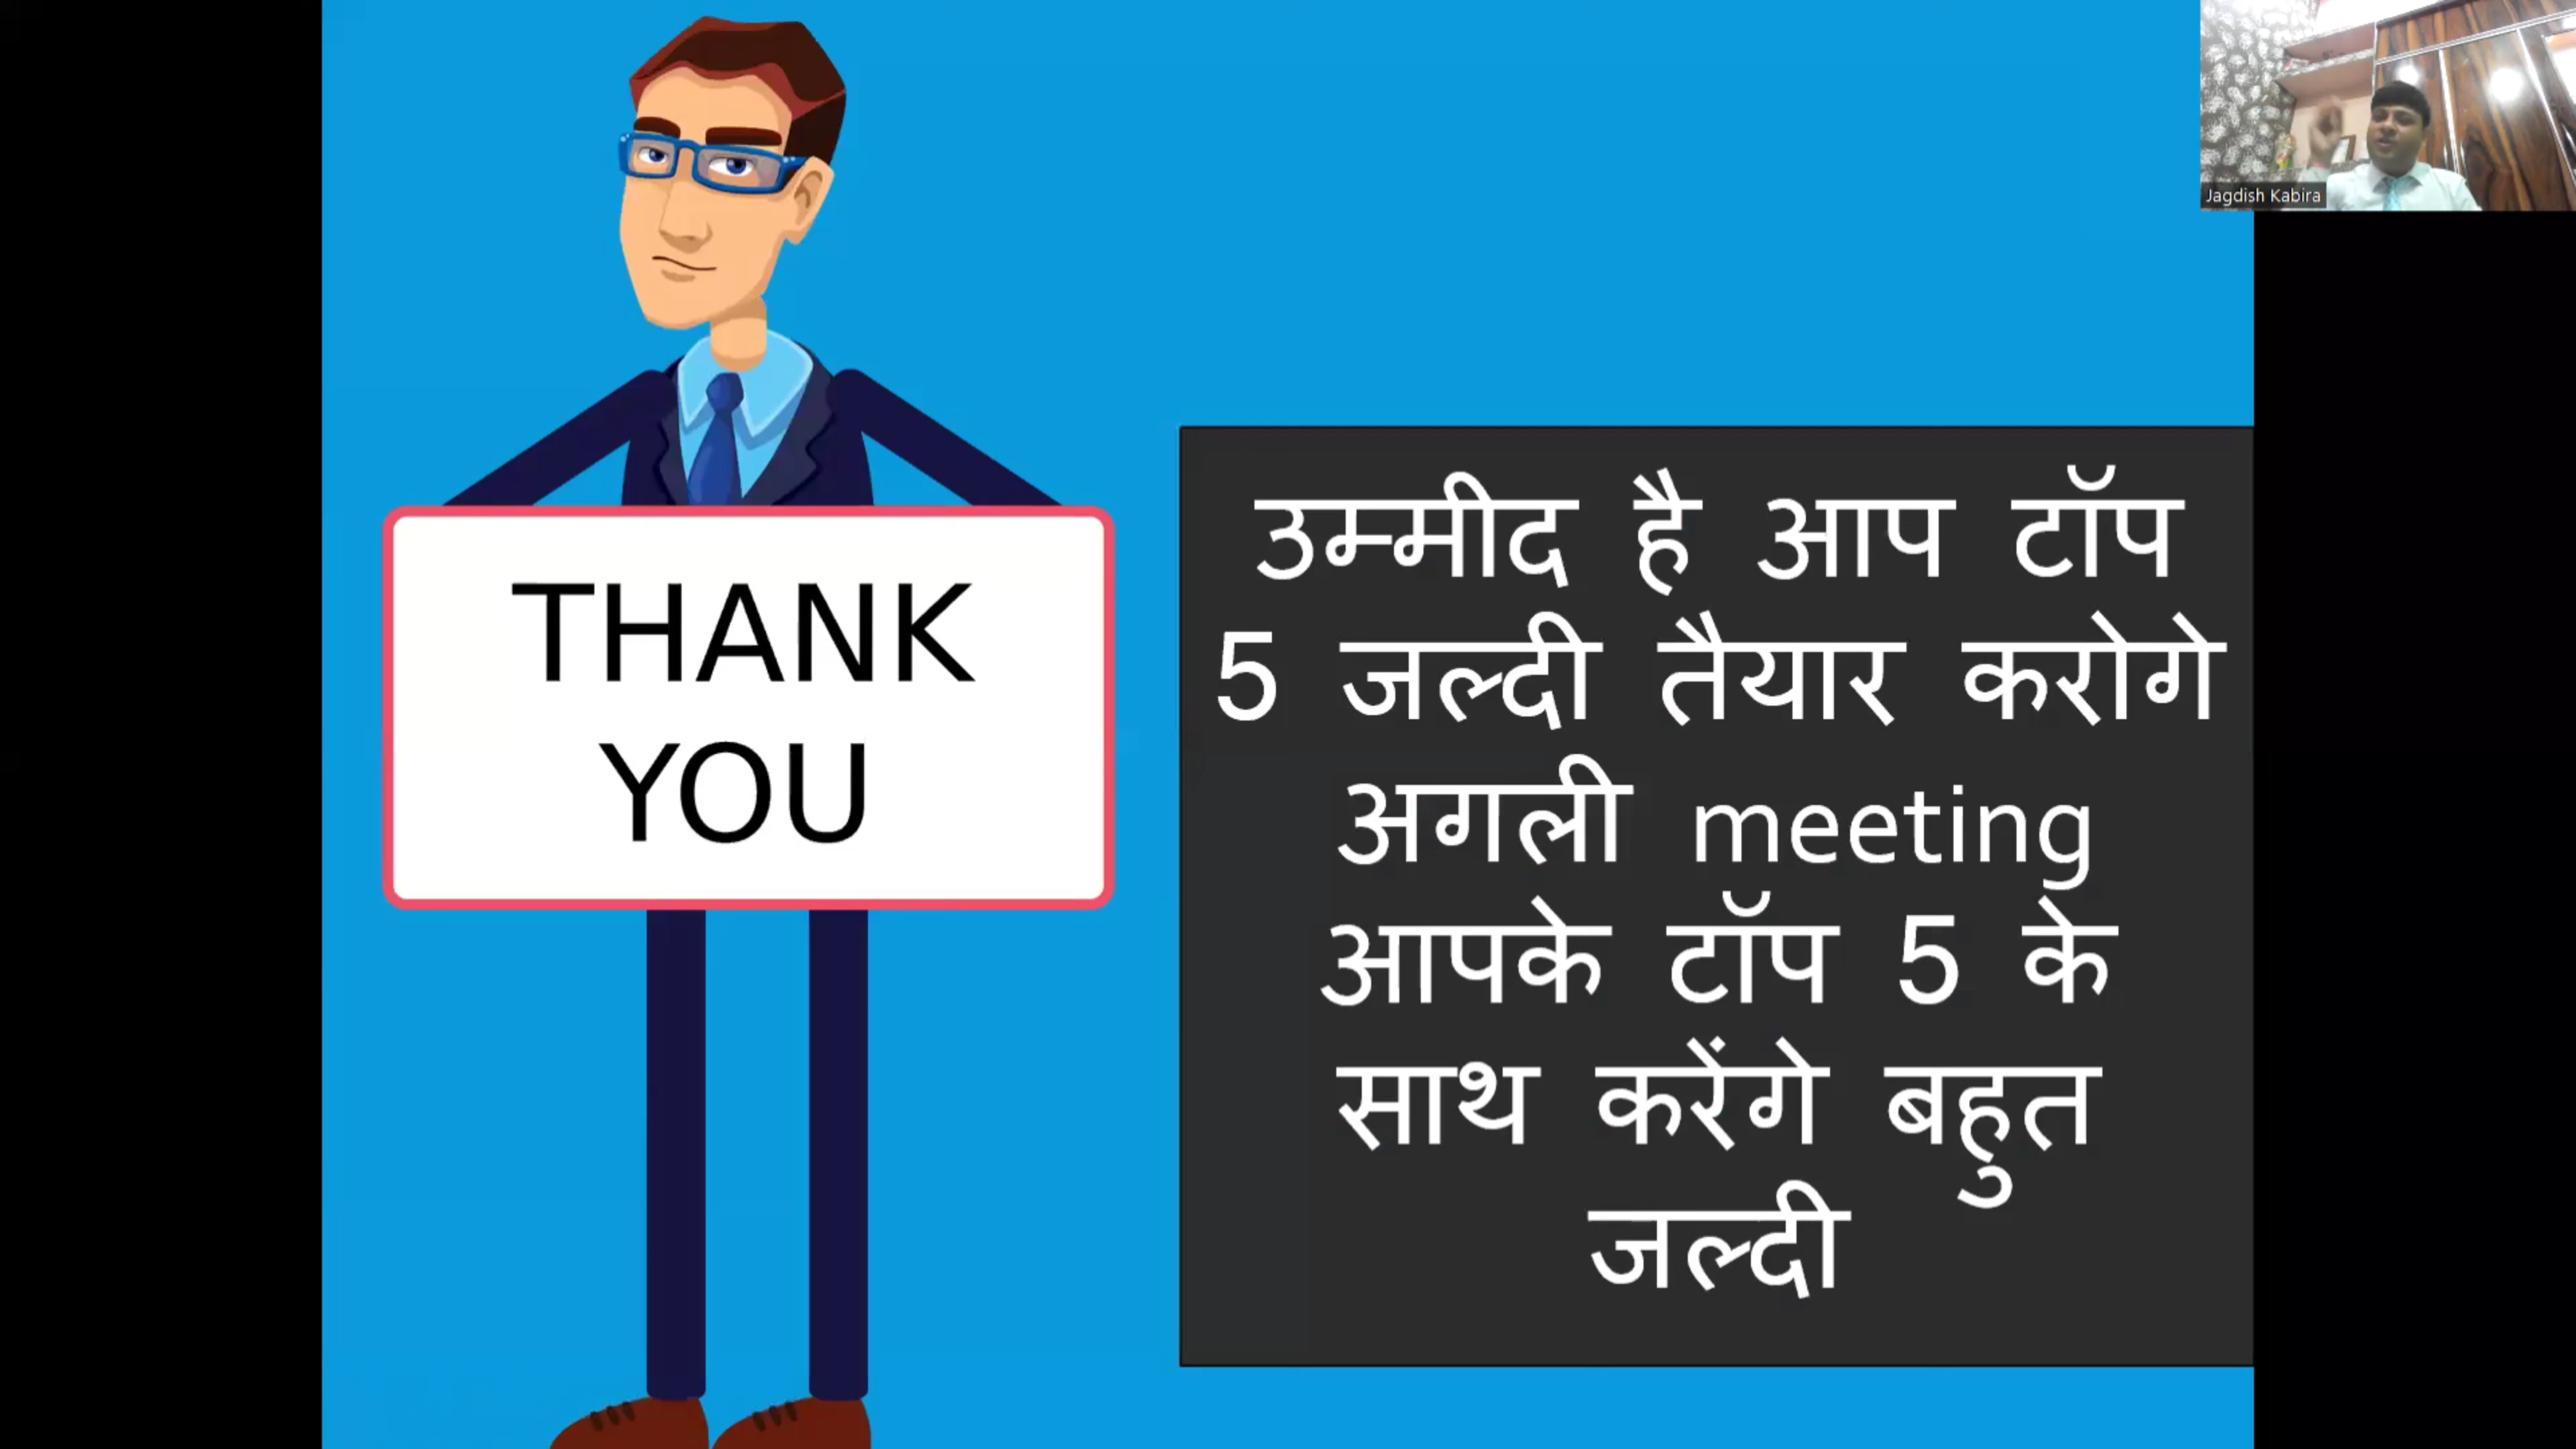 Jagdish Kabira
THANK
YOU
उम्मीद है आप टॉप
5 जल्दी तैयार करोगे
अगली meeting
आपके टॉप 5 के
साथ करेंगे बहुत
जल्दी